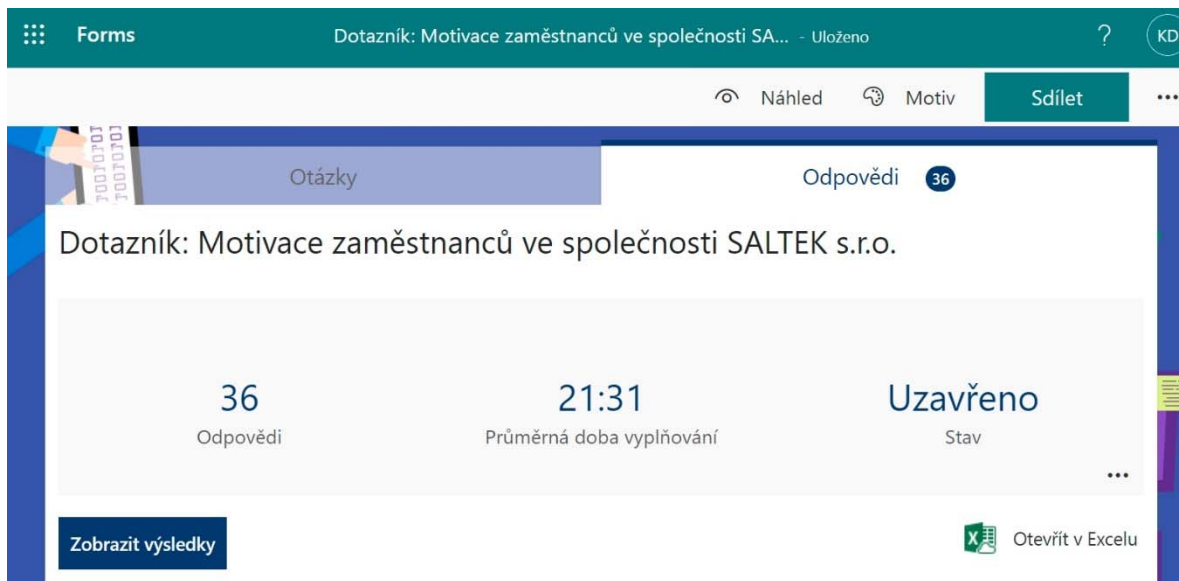 Forms Dotazník: Motivace zaměstnanců ve společnosti SA... - Uloženo ? KD
Náhled Motiv Sdílet ...
Otázky Odpovědi 36
Dotazník: Motivace zaměstnanců ve společnosti SALTEK s.r.o.
36 21:31 Uzavřeno
Odpovědi Průměrná doba vyplňování Stav
...
Zobrazit výsledky Otevřít v Excelu